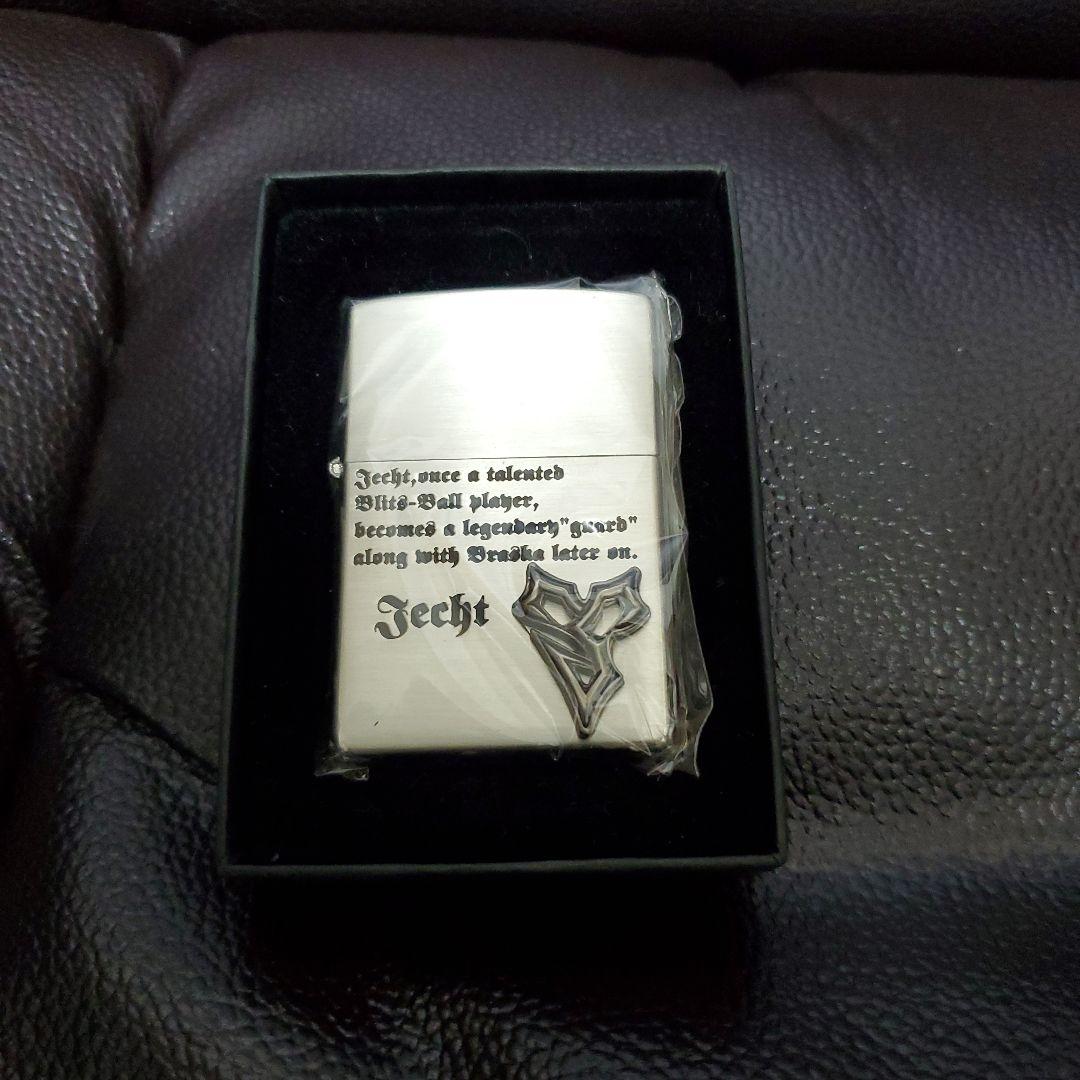 Jecht,once a talented
Blits-Ball player,
becomes a legendary"guard"
along with Braska later on.
Jecht